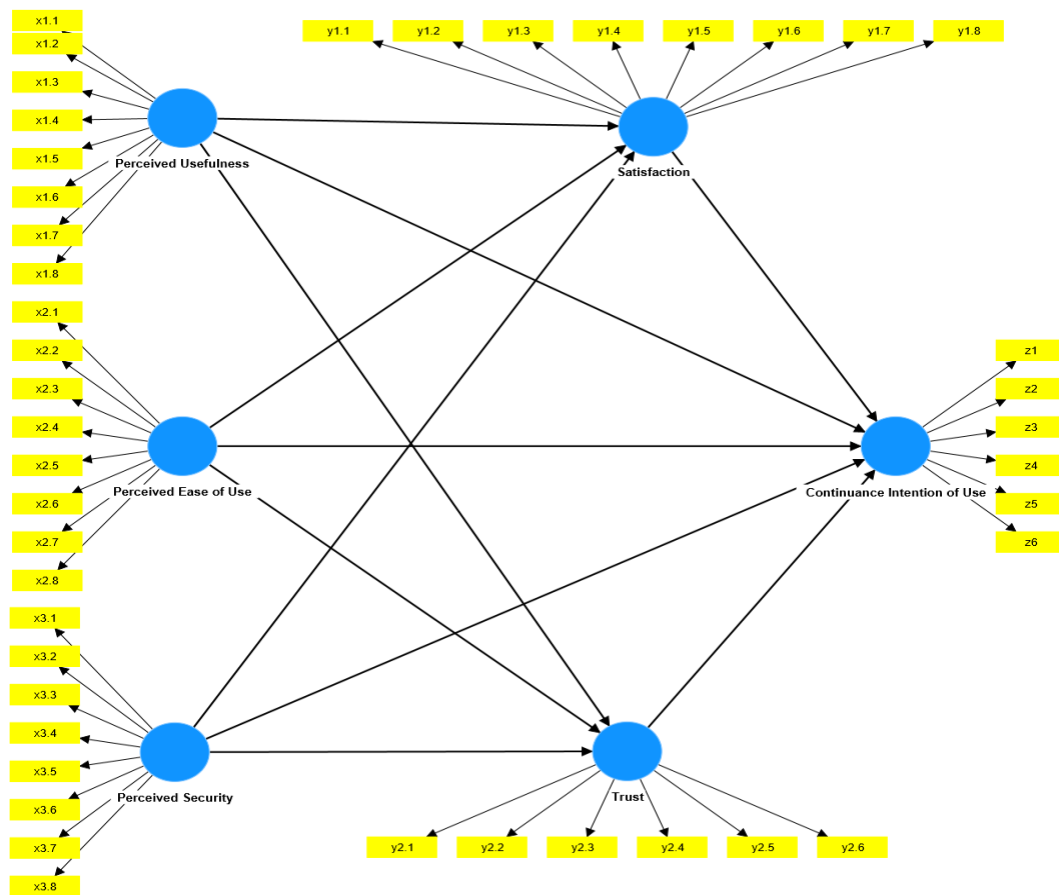 x1.1
x1.2
x1.3
x1.4
x1.5
x1.6
x1.7
x1.8
Perceived Usefulness
y1.1
y1.2
y1.3
y1.4
y1.5
y1.6
y1.7
y1.8
Satisfaction
x2.1
x2.2
x2.3
x2.4
x2.5
x2.6
x2.7
x2.8
Perceived Ease of Use
z1
z2
z3
z4
z5
z6
Continuance Intention of Use
x3.1
x3.2
x3.3
x3.4
x3.5
x3.6
x3.7
x3.8
Perceived Security
Trust
y2.1
y2.2
y2.3
y2.4
y2.5
y2.6